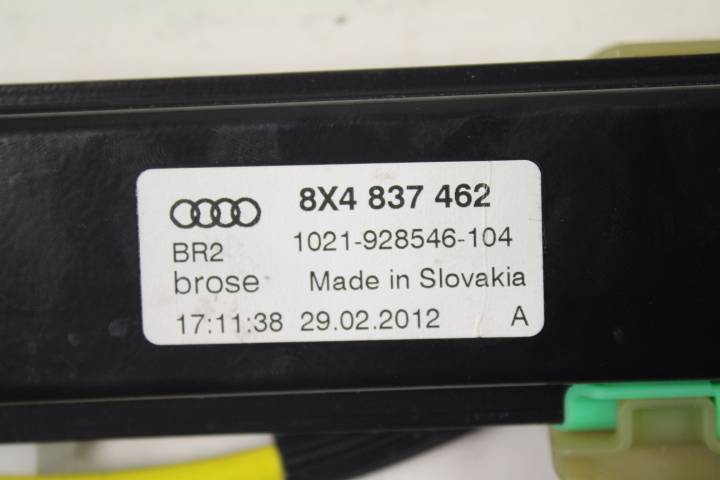 8X4 837 462
BR2 1021-928546-104
brose Made in Slovakia
17:11:38 29.02.2012 A